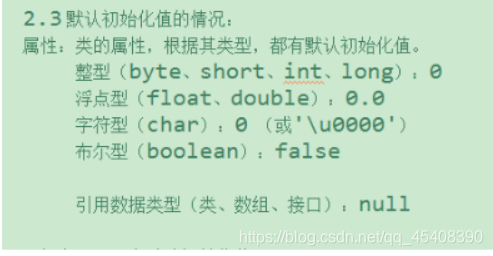 2.3默认初始化值的情况:
属性: 类的属性，根据其类型，都有默认初始化值。
整型（byte、short、int、long）: 0
浮点型（float、double）: 0.0
字符型（char）: 0 （或'\u0000'）
布尔型（boolean）: false
引用数据类型（类、数组、接口）: null
https://blog.csdn.net/qq_45408390